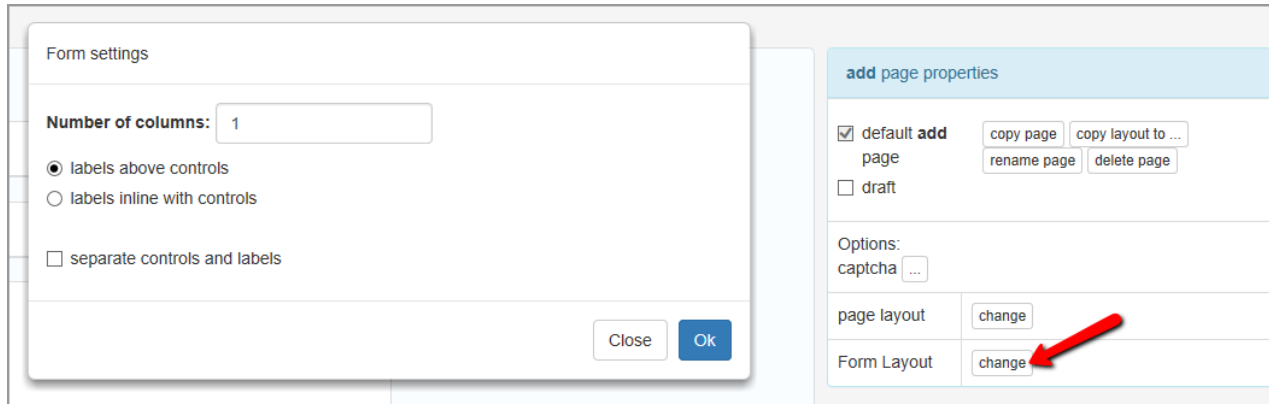 Form settings
Number of columns: 1
labels above controls
labels inline with controls
separate controls and labels
Close Ok
add page properties
default add page
copy page copy layout to ...
rename page delete page
draft
Options:
captcha ...
page layout change
Form Layout change